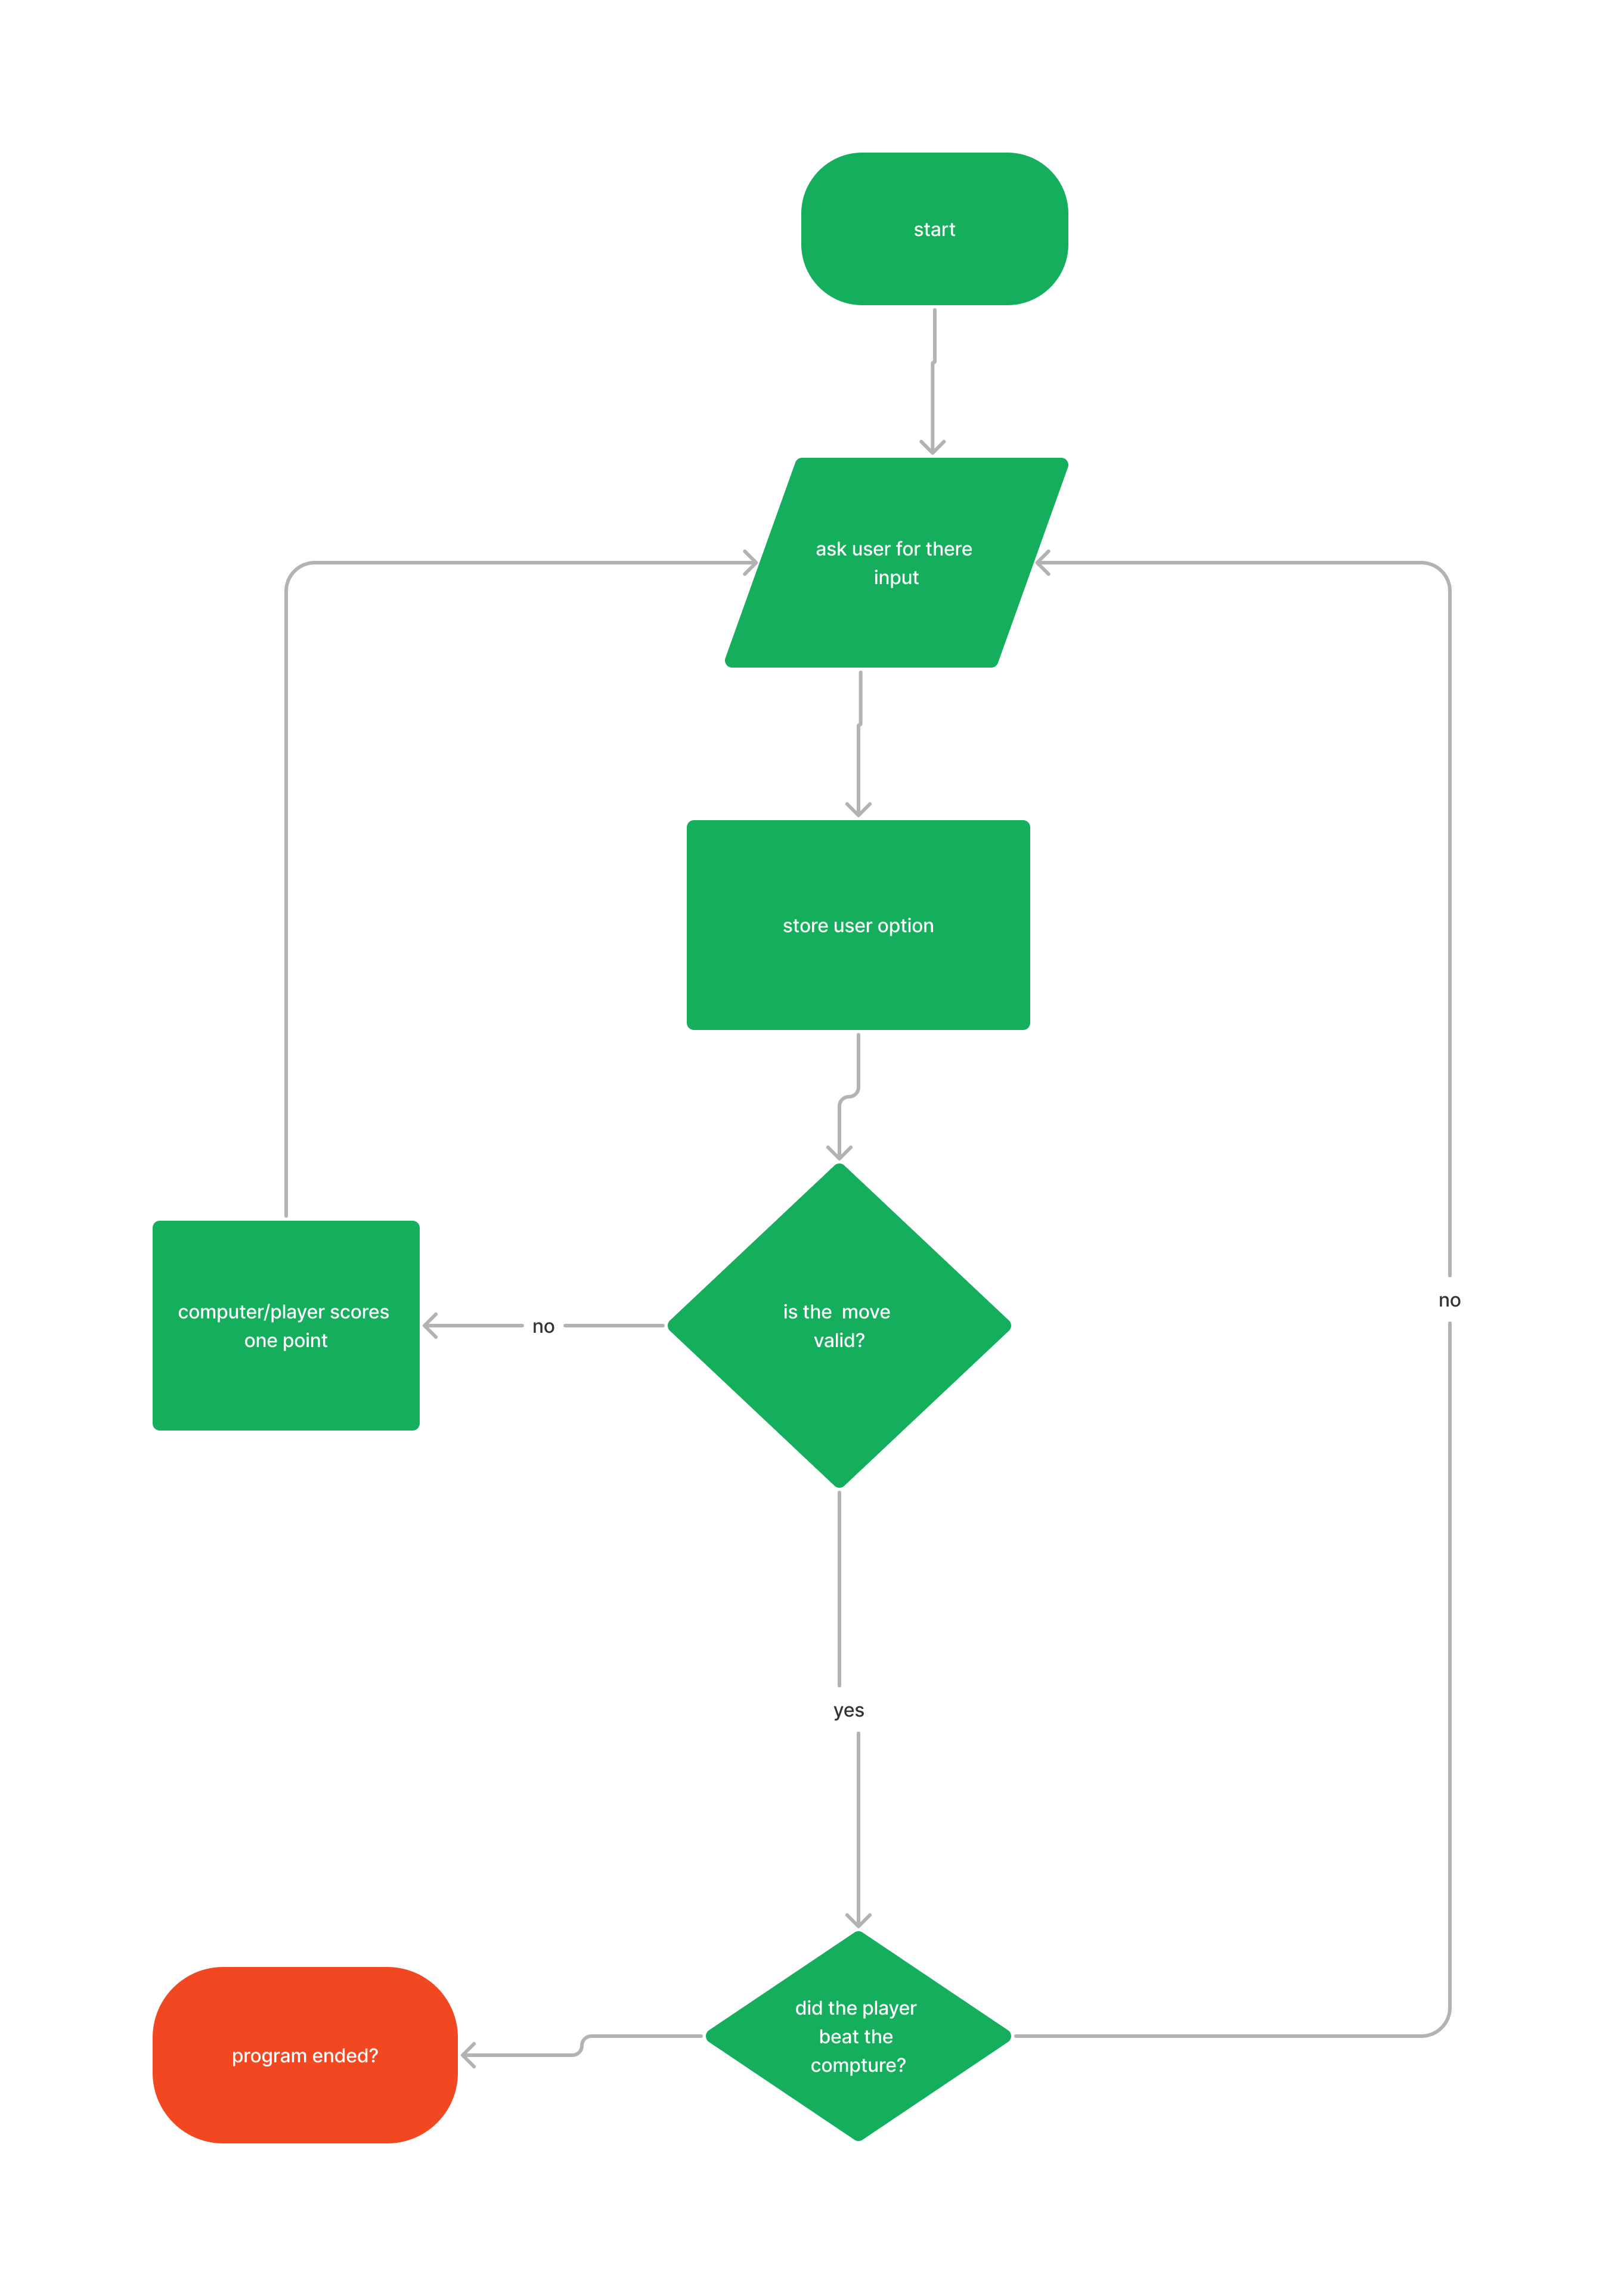 start
ask user for there
input
store user option
computer/player scores
one point
no
is the  move
valid?
no
yes
did the player
beat the
compture?
program ended?